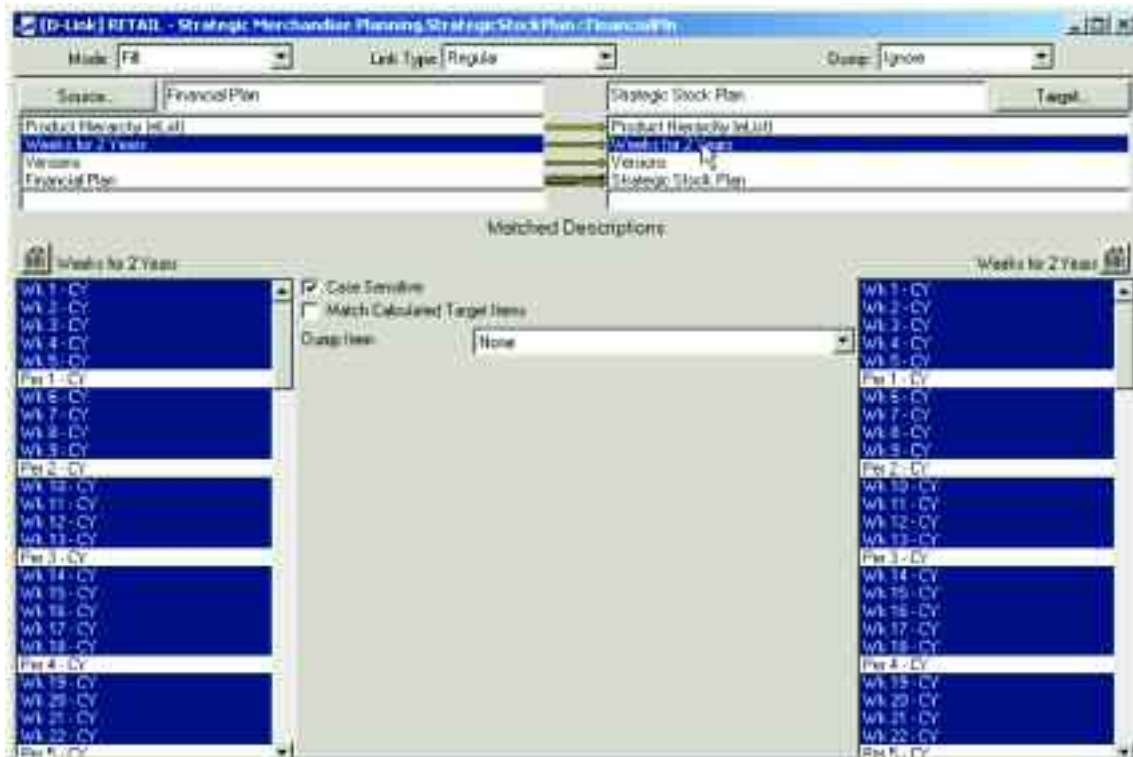 [D-Link] RETAIL - Strategic Merchandise Planning.StrategicStockPlan<FinancialPln
Mode: Fill
Link Type: Regular
Dump: Ignore
Source...
Financial Plan
Strategic Stock Plan
Target...
Product Hierarchy (eList)
Product Hierarchy (eList)
Weeks for 2 Years
Weeks for 2 Years
Versions
Versions
Financial Plan
Strategic Stock Plan
Matched Descriptions
Weeks for 2 Years
Weeks for 2 Years
Case Sensitive
Match Calculated Target Items
Dump Item:
None
Wk 1 - CY
Wk 2 - CY
Wk 3 - CY
Wk 4 - CY
Wk 5 - CY
Per 1 - CY
Wk 6 - CY
Wk 7 - CY
Wk 8 - CY
Wk 9 - CY
Per 2 - CY
Wk 10 - CY
Wk 11 - CY
Wk 12 - CY
Wk 13 - CY
Per 3 - CY
Wk 14 - CY
Wk 15 - CY
Wk 16 - CY
Wk 17 - CY
Wk 18 - CY
Per 4 - CY
Wk 19 - CY
Wk 20 - CY
Wk 21 - CY
Wk 22 - CY
Per 5 - CY
Wk 1 - CY
Wk 2 - CY
Wk 3 - CY
Wk 4 - CY
Wk 5 - CY
Per 1 - CY
Wk 6 - CY
Wk 7 - CY
Wk 8 - CY
Wk 9 - CY
Per 2 - CY
Wk 10 - CY
Wk 11 - CY
Wk 12 - CY
Wk 13 - CY
Per 3 - CY
Wk 14 - CY
Wk 15 - CY
Wk 16 - CY
Wk 17 - CY
Wk 18 - CY
Per 4 - CY
Wk 19 - CY
Wk 20 - CY
Wk 21 - CY
Wk 22 - CY
Per 5 - CY